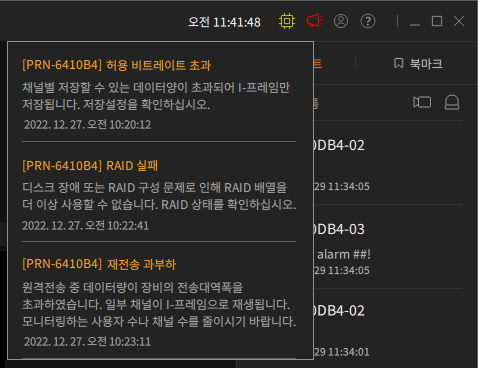 오전 11:41:48
[PRN-6410B4] 허용 비트레이트 초과
채널별 저장할 수 있는 데이터양이 초과되어 I-프레임만
저장됩니다. 저장설정을 확인하십시오.
2022. 12. 27. 오전 10:20:12
[PRN-6410B4] RAID 실패
디스크 장애 또는 RAID 구성 문제로 인해 RAID 배열을
더 이상 사용할 수 없습니다. RAID 상태를 확인하십시오.
2022. 12. 27. 오전 10:22:41
[PRN-6410B4] 재전송 과부하
원격전송 중 데이터량이 장비의 전송대역폭을
초과하였습니다. 일부 채널이 I-프레임으로 재생됩니다.
모니터링하는 사용자 수나 채널 수를 줄이시기 바랍니다.
2022. 12. 27. 오전 10:23:11
트
북마크
0DB4-02
29 11:34:05
0DB4-03
alarm ##!
29 11:34:05
0DB4-02
29 11:34:01